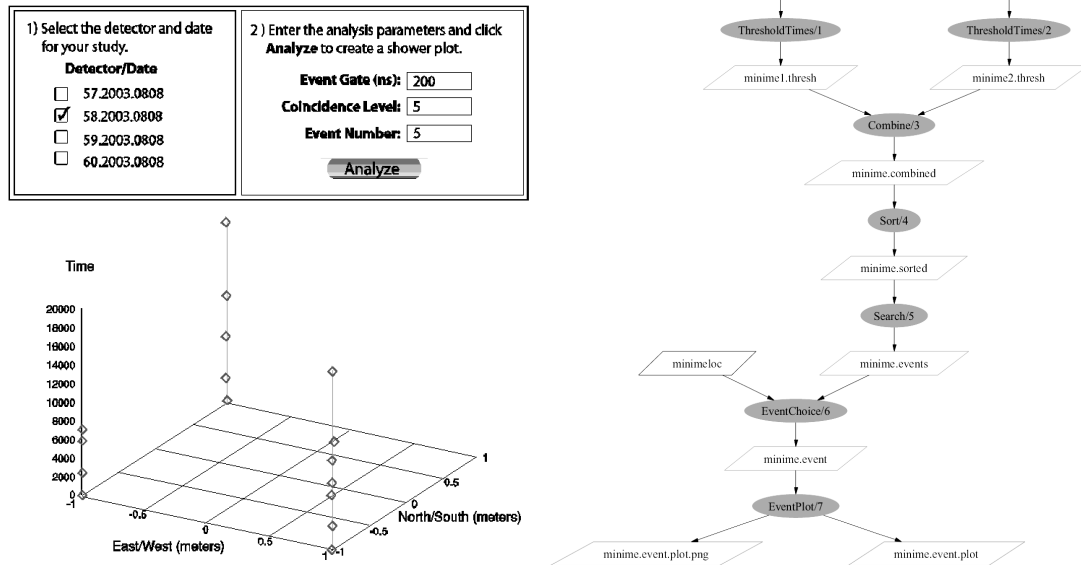 1) Select the detector and date
for your study.
Detector/Date
57.2003.0808
58.2003.0808
59.2003.0808
60.2003.0808
2 ) Enter the analysis parameters and click
Analyze to create a shower plot.
Event Gate (ns): 200
Coincidence Level: 5
Event Number: 5
Analyze
Time
20000
18000
16000
14000
12000
10000
8000
6000
4000
2000
0
-1
-0.5
0
0.5
1
East/West (meters)
-1
-0.5
0
0.5
1
North/South (meters)
ThresholdTimes/1
ThresholdTimes/2
minime1.thresh
minime2.thresh
Combine/3
minime.combined
Sort/4
minime.sorted
Search/5
minimeloc
minime.events
EventChoice/6
minime.event
EventPlot/7
minime.event.plot.png
minime.event.plot